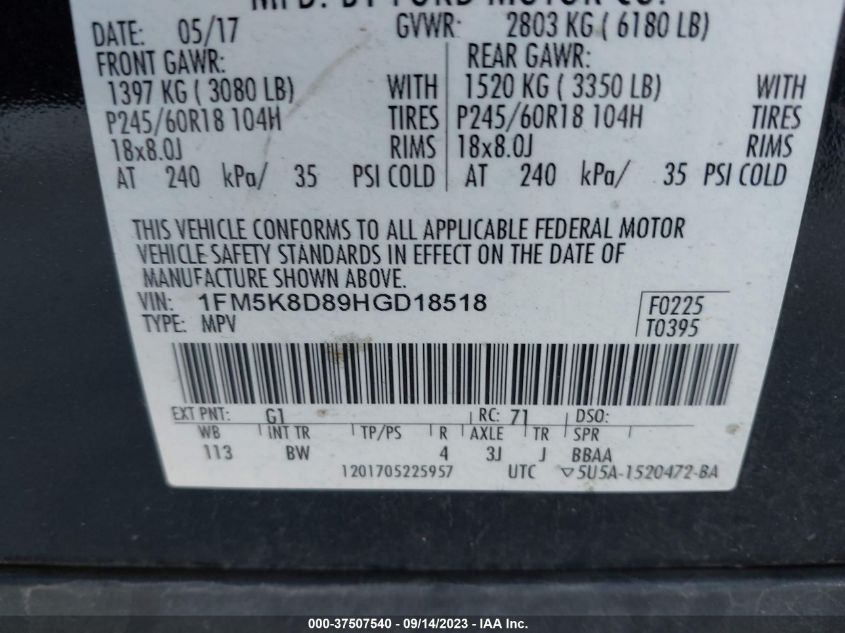 MFD. BY FORD MOTOR CO.
DATE: 05/17 GVWR: 2803 KG ( 6180 LB)
FRONT GAWR: REAR GAWR:
1397 KG ( 3080 LB) WITH 1520 KG ( 3350 LB) WITH
P245/60R18 104H TIRES P245/60R18 104H TIRES
18x8.0J RIMS 18x8.0J RIMS
AT 240 kPa/ 35 PSI COLD AT 240 kPa/ 35 PSI COLD
THIS VEHICLE CONFORMS TO ALL APPLICABLE FEDERAL MOTOR
VEHICLE SAFETY STANDARDS IN EFFECT ON THE DATE OF
MANUFACTURE SHOWN ABOVE.
VIN: 1FM5K8D89HGD18518 F0225
TYPE: MPV T0395
EXT PNT: G1 RC: 71 DSO:
WB INT TR TP/PS R AXLE TR SPR
113 BW 4 3J J BBAA
1201705225957 UTC ▽5U5A-1520472-BA
000-37507540 - 09/14/2023 - IAA Inc.